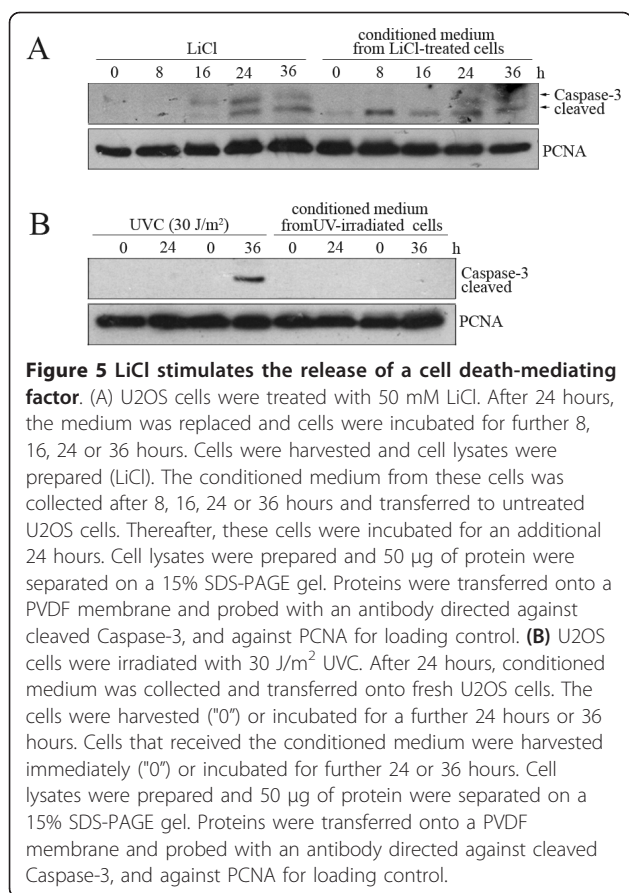 A
LiCl
conditioned medium
from LiCl-treated cells
0 8 16 24 36 0 8 16 24 36 h
Caspase-3
cleaved
PCNA
B
UVC (30 J/m²)
conditioned medium
fromUV-irradiated cells
0 24 0 36 0 24 0 36 h
Caspase-3
cleaved
PCNA
Figure 5 LiCl stimulates the release of a cell death-mediating
factor. (A) U2OS cells were treated with 50 mM LiCl. After 24 hours,
the medium was replaced and cells were incubated for further 8,
16, 24 or 36 hours. Cells were harvested and cell lysates were
prepared (LiCl). The conditioned medium from these cells was
collected after 8, 16, 24 or 36 hours and transferred to untreated
U2OS cells. Thereafter, these cells were incubated for an additional
24 hours. Cell lysates were prepared and 50 μg of protein were
separated on a 15% SDS-PAGE gel. Proteins were transferred onto a
PVDF membrane and probed with an antibody directed against
cleaved Caspase-3, and against PCNA for loading control. (B) U2OS
cells were irradiated with 30 J/m² UVC. After 24 hours, conditioned
medium was collected and transferred onto fresh U2OS cells. The
cells were harvested ("0") or incubated for a further 24 hours or 36
hours. Cells that received the conditioned medium were harvested
immediately ("0") or incubated for further 24 or 36 hours. Cell
lysates were prepared and 50 μg of protein were separated on a
15% SDS-PAGE gel. Proteins were transferred onto a PVDF
membrane and probed with an antibody directed against cleaved
Caspase-3, and against PCNA for loading control.